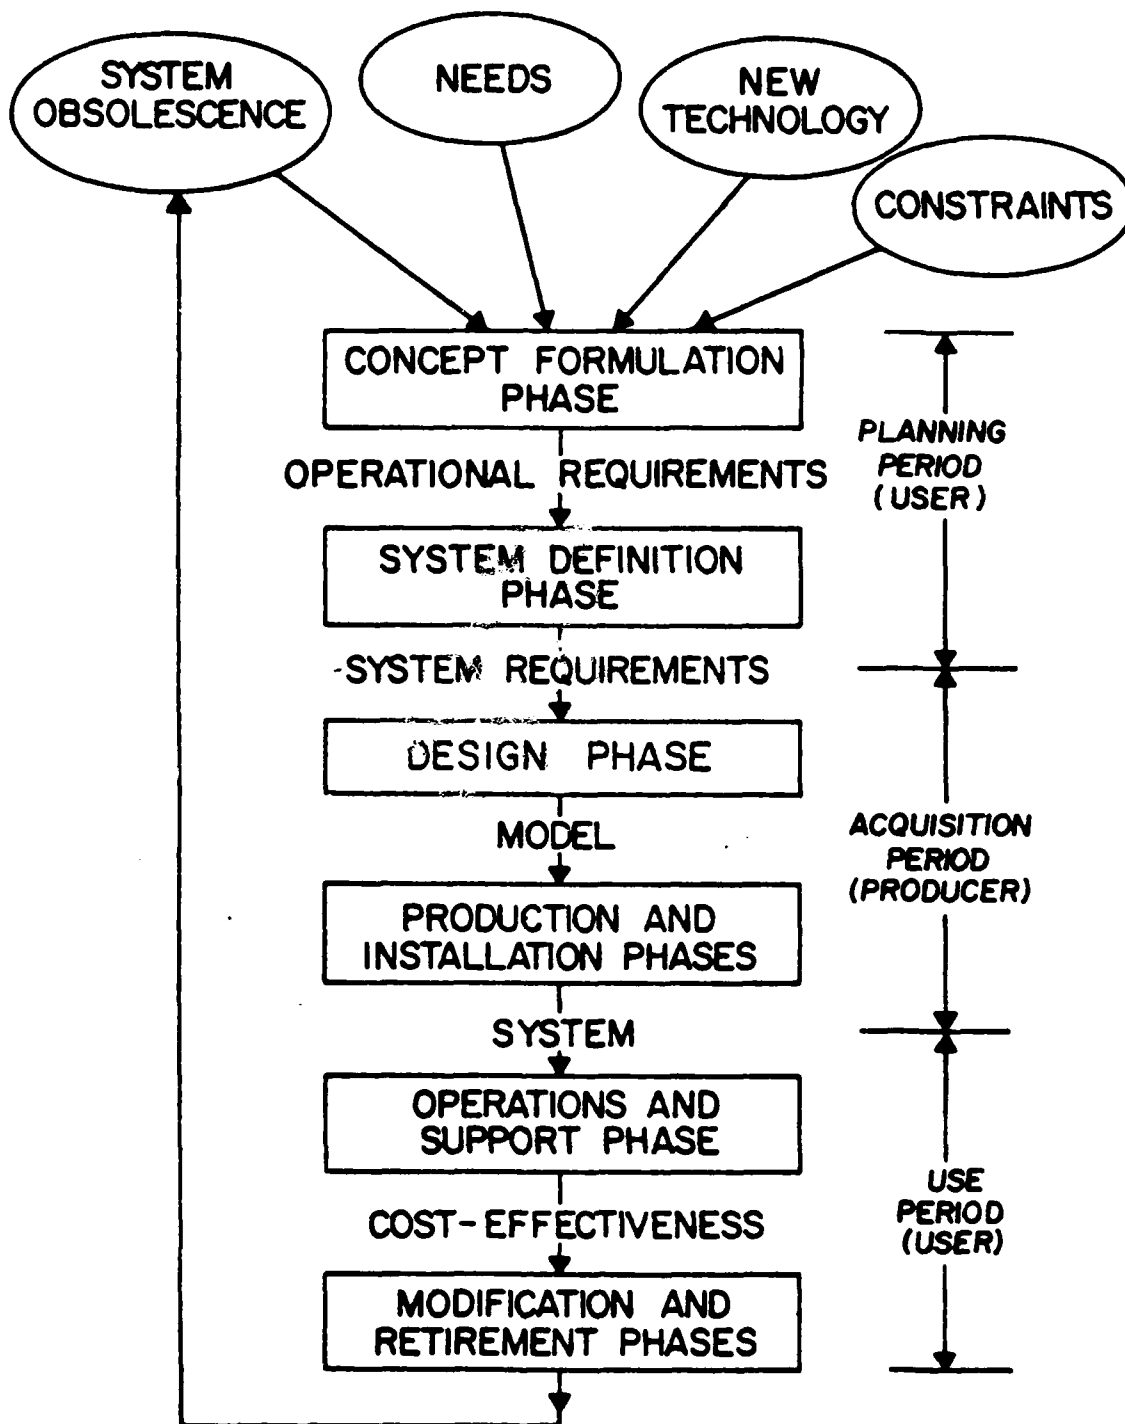 SYSTEM
OBSOLESCENCE
NEEDS
NEW
TECHNOLOGY
CONSTRAINTS
CONCEPT FORMULATION
PHASE
OPERATIONAL REQUIREMENTS
SYSTEM DEFINITION
PHASE
SYSTEM REQUIREMENTS
DESIGN PHASE
MODEL
PRODUCTION AND
INSTALLATION PHASES
SYSTEM
OPERATIONS AND
SUPPORT PHASE
COST-EFFECTIVENESS
MODIFICATION AND
RETIREMENT PHASES
PLANNING
PERIOD
(USER)
ACQUISITION
PERIOD
(PRODUCER)
USE
PERIOD
(USER)